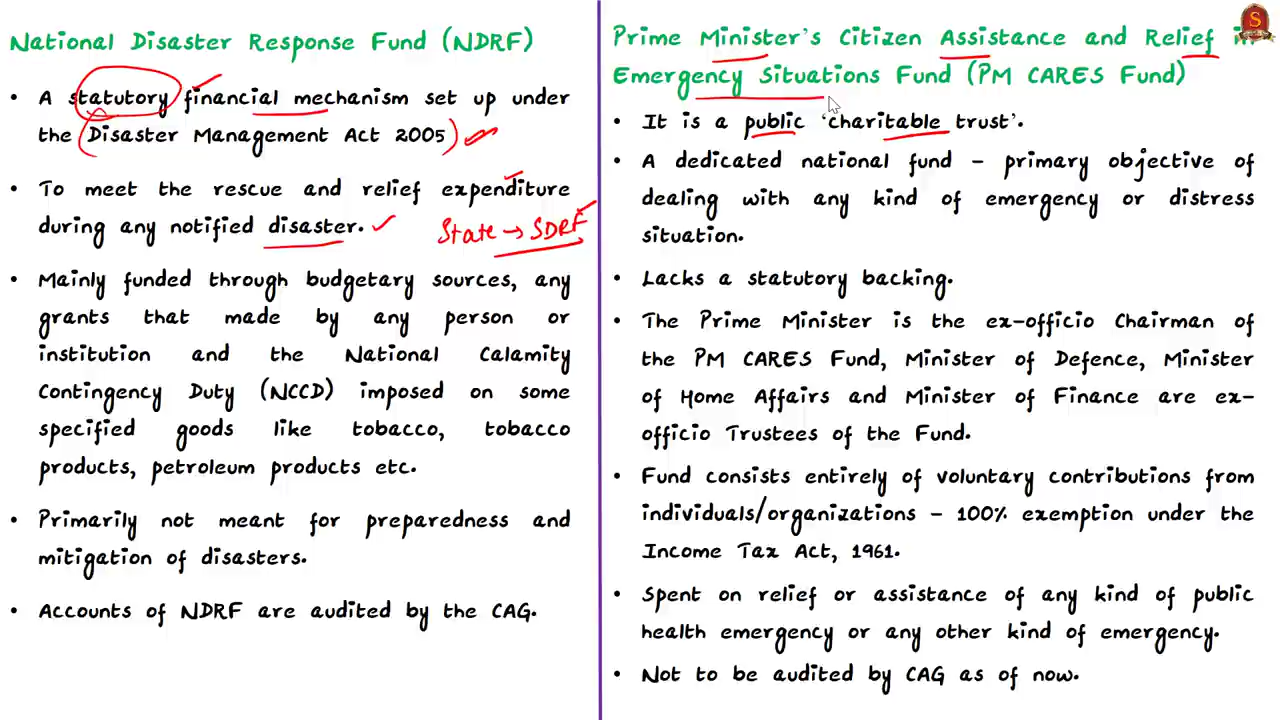 National Disaster Response Fund (NDRF)
• A statutory financial mechanism set up under
the Disaster Management Act 2005
• To meet the rescue and relief expenditure
during any notified disaster.
State → SDRF
• Mainly funded through budgetary sources, any
grants that made by any person or
institution and the National Calamity
Contingency Duty (NCCD) imposed on some
specified goods like tobacco, tobacco
products, petroleum products etc.
• Primarily not meant for preparedness and
mitigation of disasters.
• Accounts of NDRF are audited by the CAG.
Prime Minister's Citizen Assistance and Relief in
Emergency Situations Fund (PM CARES Fund)
• It is a public 'charitable trust'.
• A dedicated national fund - primary objective of
dealing with any kind of emergency or distress
situation.
• Lacks a statutory backing.
• The Prime Minister is the ex-officio Chairman of
the PM CARES Fund, Minister of Defence, Minister
of Home Affairs and Minister of Finance are ex-
officio Trustees of the Fund.
• Fund consists entirely of voluntary contributions from
individuals/organizations - 100% exemption under the
Income Tax Act, 1961.
• Spent on relief or assistance of any kind of public
health emergency or any other kind of emergency.
• Not to be audited by CAG as of now.